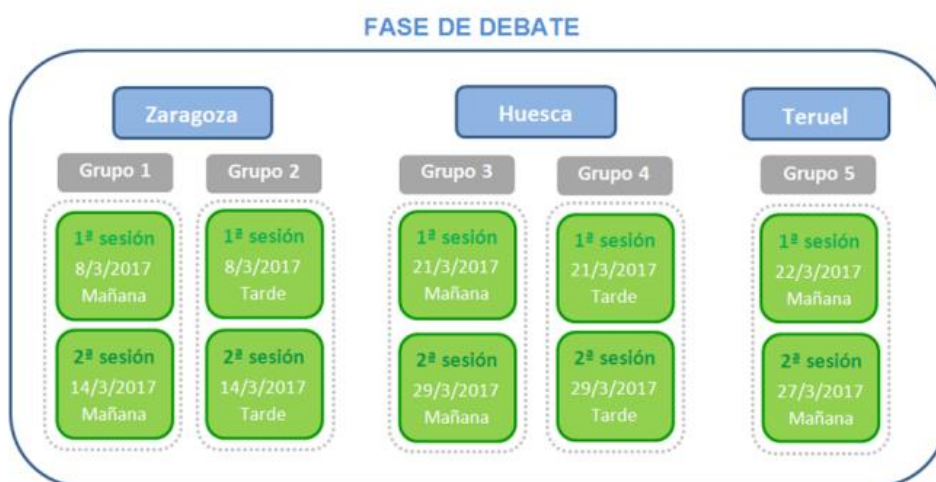 FASE DE DEBATE
Zaragoza
Huesca
Teruel
Grupo 1
Grupo 2
Grupo 3
Grupo 4
Grupo 5
1ª sesión
8/3/2017
Mañana
1ª sesión
8/3/2017
Tarde
1ª sesión
21/3/2017
Mañana
1ª sesión
21/3/2017
Tarde
1ª sesión
22/3/2017
Mañana
2ª sesión
14/3/2017
Mañana
2ª sesión
14/3/2017
Tarde
2ª sesión
29/3/2017
Mañana
2ª sesión
29/3/2017
Tarde
2ª sesión
27/3/2017
Mañana